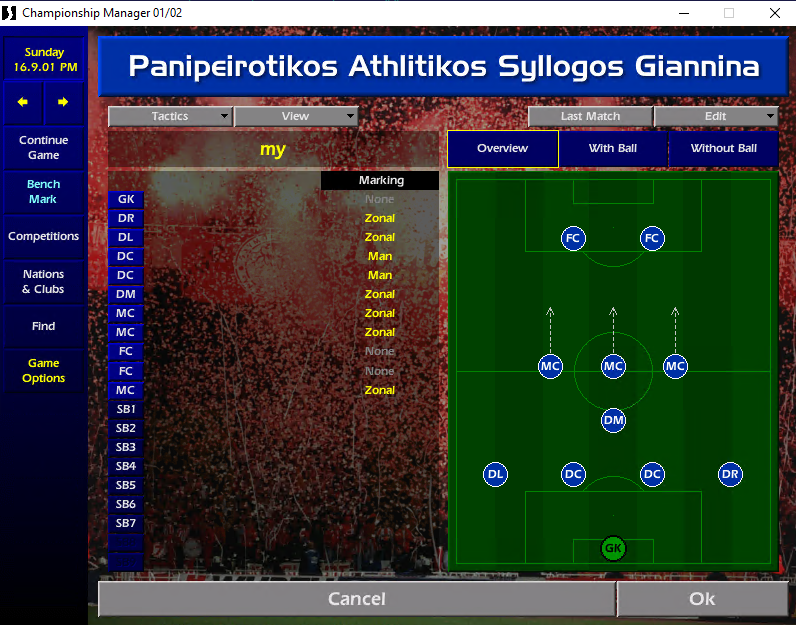 Championship Manager 01/02
Sunday
16.9.01 PM
Continue
Game
Bench
Mark
Competitions
Nations
& Clubs
Find
Game
Options
Panipeirotikos Athlitikos Syllogos Giannina
Tactics
View
Last Match
Edit
my
Overview
With Ball
Without Ball
Marking
GK None
DR Zonal
DL Zonal
DC Man
DC Man
DM Zonal
MC Zonal
MC Zonal
FC None
FC None
MC Zonal
SB1
SB2
SB3
SB4
SB5
SB6
SB7
FC FC
MC MC MC
DM
DL DC DC DR
GK
Cancel
Ok